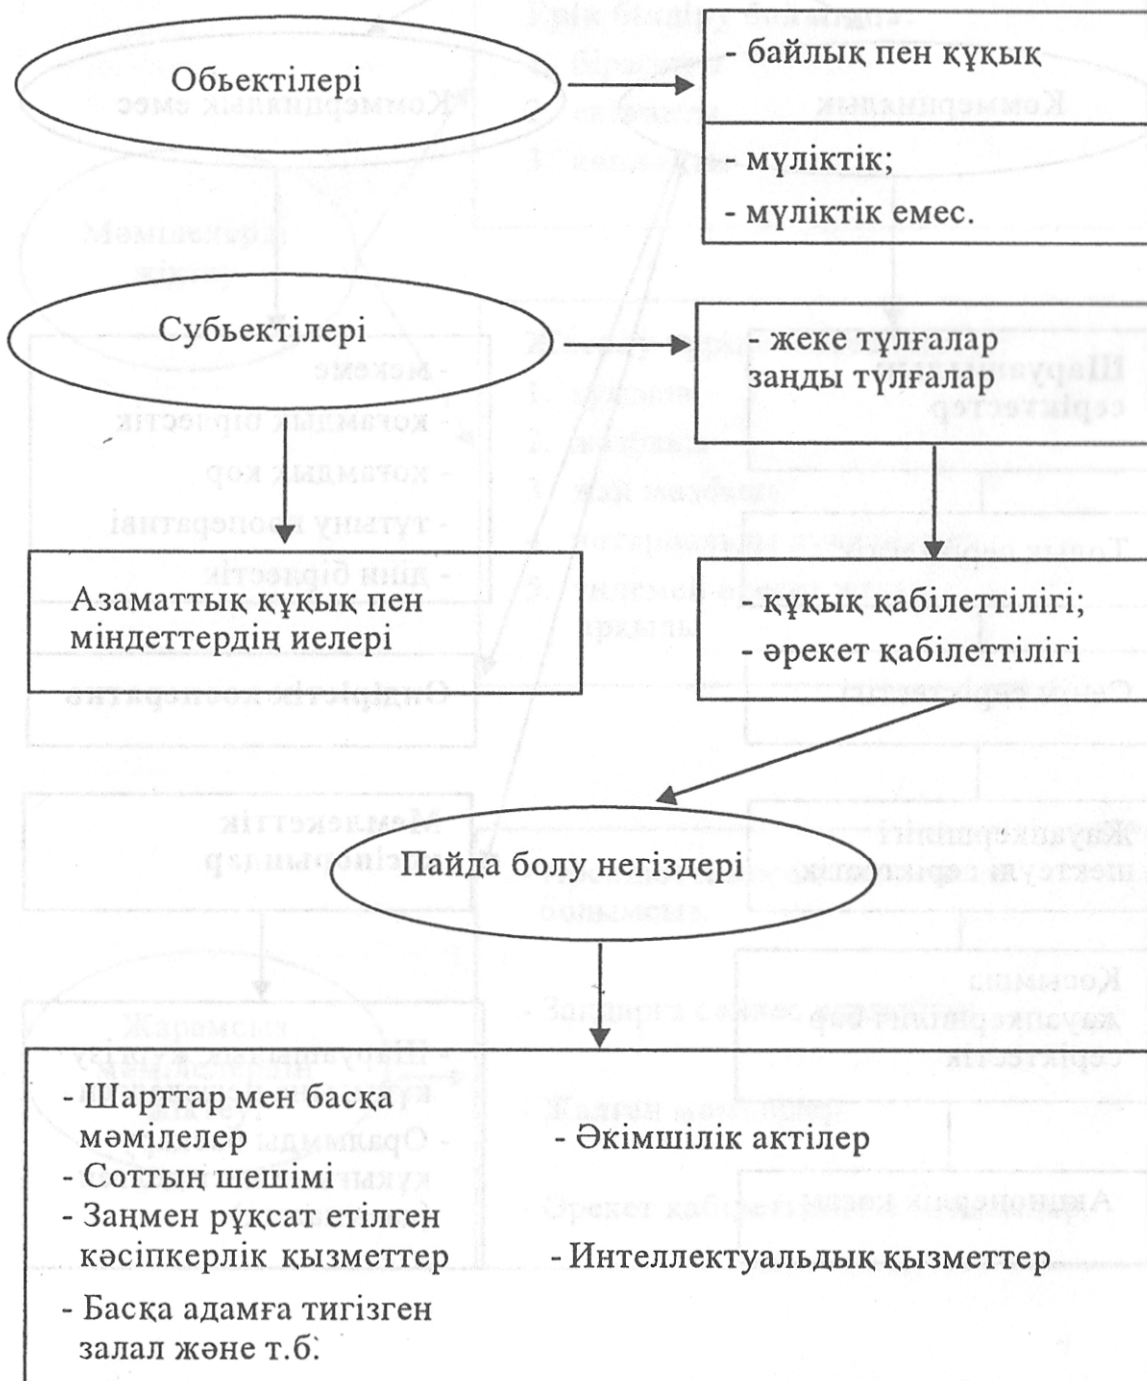 Обьектілері
- байлық пен құқық
- мүліктік;
- мүліктік емес.
Субьектілері
- жеке тұлғалар
заңды түлғалар
Азаматтық құқық пен
міндеттердің иелері
- құқық қабілеттілігі;
- әрекет қабілеттілігі
Пайда болу негіздері
- Шарттар мен басқа
мәмілелер
- Соттың шешімі
- Заңмен рұқсат етілген
кәсіпкерлік қызметтер
- Басқа адамға тигізген
залал және т.б.
- Әкімшілік актілер
- Интеллектуальдық қызметтер